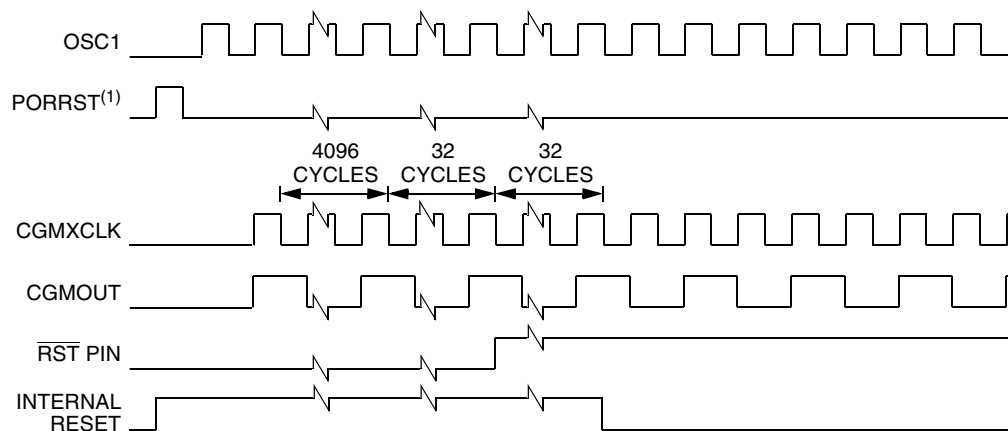 OSC1
PORRST(1)
4096
CYCLES
32
CYCLES
32
CYCLES
CGMXCLK
CGMOUT
RST PIN
INTERNAL
RESET